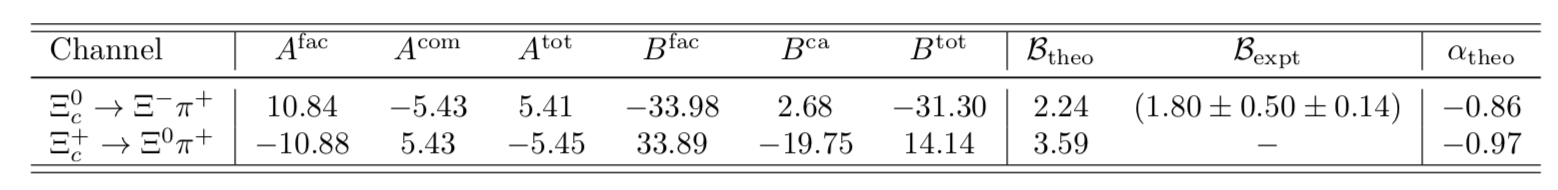 Channel A^fac A^com A^tot B^fac B^ca B^tot 𝓑_theo 𝓑_expt α_theo
Ξ_c^0 → Ξ^−π^+ 10.84 −5.43 5.41 −33.98 2.68 −31.30 2.24 (1.80 ± 0.50 ± 0.14) −0.86
Ξ_c^+ → Ξ^0π^+ −10.88 5.43 −5.45 33.89 −19.75 14.14 3.59 − −0.97